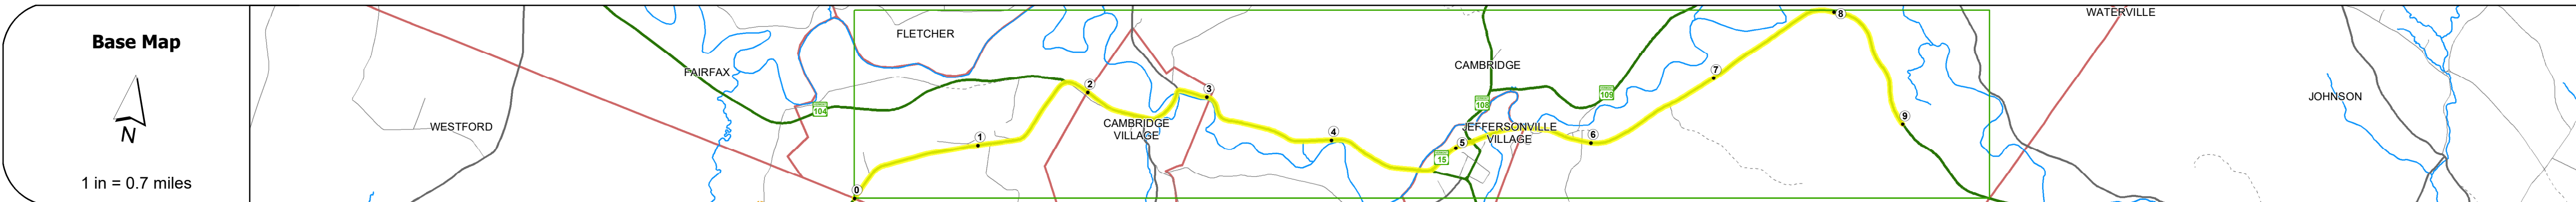 Base Map
N
1 in = 0.7 miles
WESTFORD
FAIRFAX
104
FLETCHER
0
1
2
CAMBRIDGE
VILLAGE
3
4
CAMBRIDGE
108
109
15
5
JEFFERSONVILLE
VILLAGE
6
7
8
9
WATERVILLE
JOHNSON